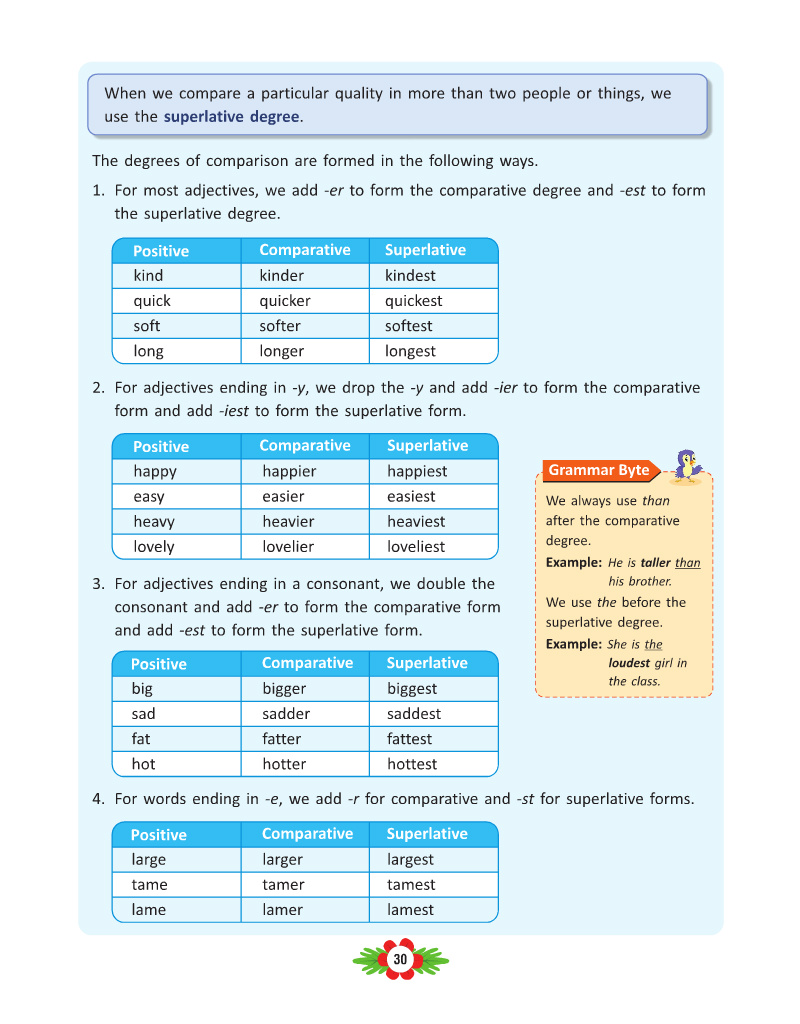 When we compare a particular quality in more than two people or things, we
use the superlative degree.
The degrees of comparison are formed in the following ways.
1. For most adjectives, we add -er to form the comparative degree and -est to form
the superlative degree.
Positive Comparative Superlative
kind kinder kindest
quick quicker quickest
soft softer softest
long longer longest
2. For adjectives ending in -y, we drop the -y and add -ier to form the comparative
form and add -iest to form the superlative form.
Positive Comparative Superlative
happy happier happiest
easy easier easiest
heavy heavier heaviest
lovely lovelier loveliest
3. For adjectives ending in a consonant, we double the
consonant and add -er to form the comparative form
and add -est to form the superlative form.
Positive Comparative Superlative
big bigger biggest
sad sadder saddest
fat fatter fattest
hot hotter hottest
Grammar Byte
We always use than
after the comparative
degree.
Example: He is taller than
his brother.
We use the before the
superlative degree.
Example: She is the
loudest girl in
the class.
4. For words ending in -e, we add -r for comparative and -st for superlative forms.
Positive Comparative Superlative
large larger largest
tame tamer tamest
lame lamer lamest
30